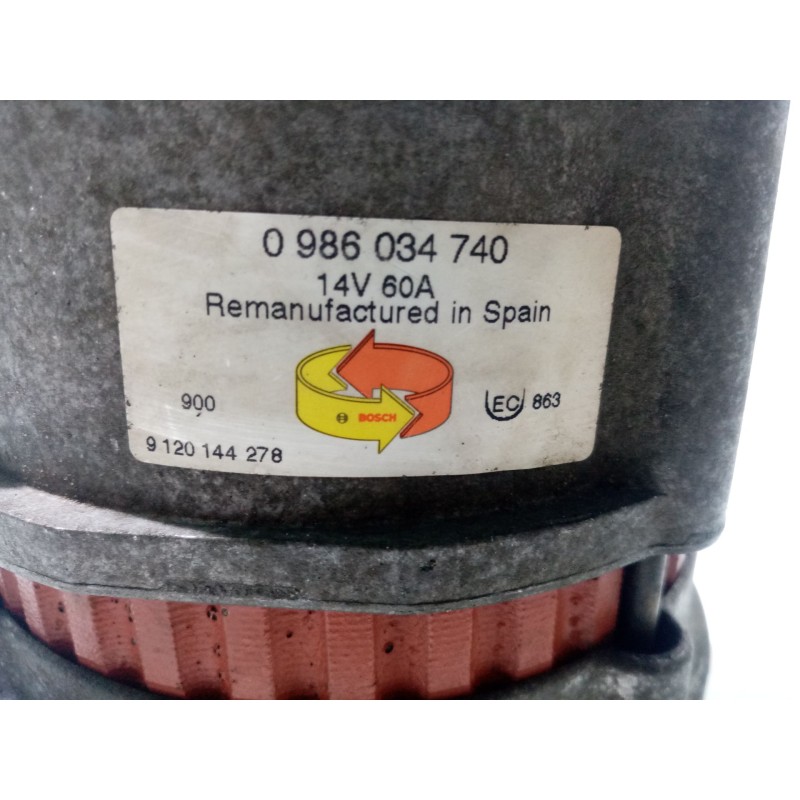 0 986 034 740
14V 60A
Remanufactured in Spain
BOSCH
900
EC 863
9 120 144 278